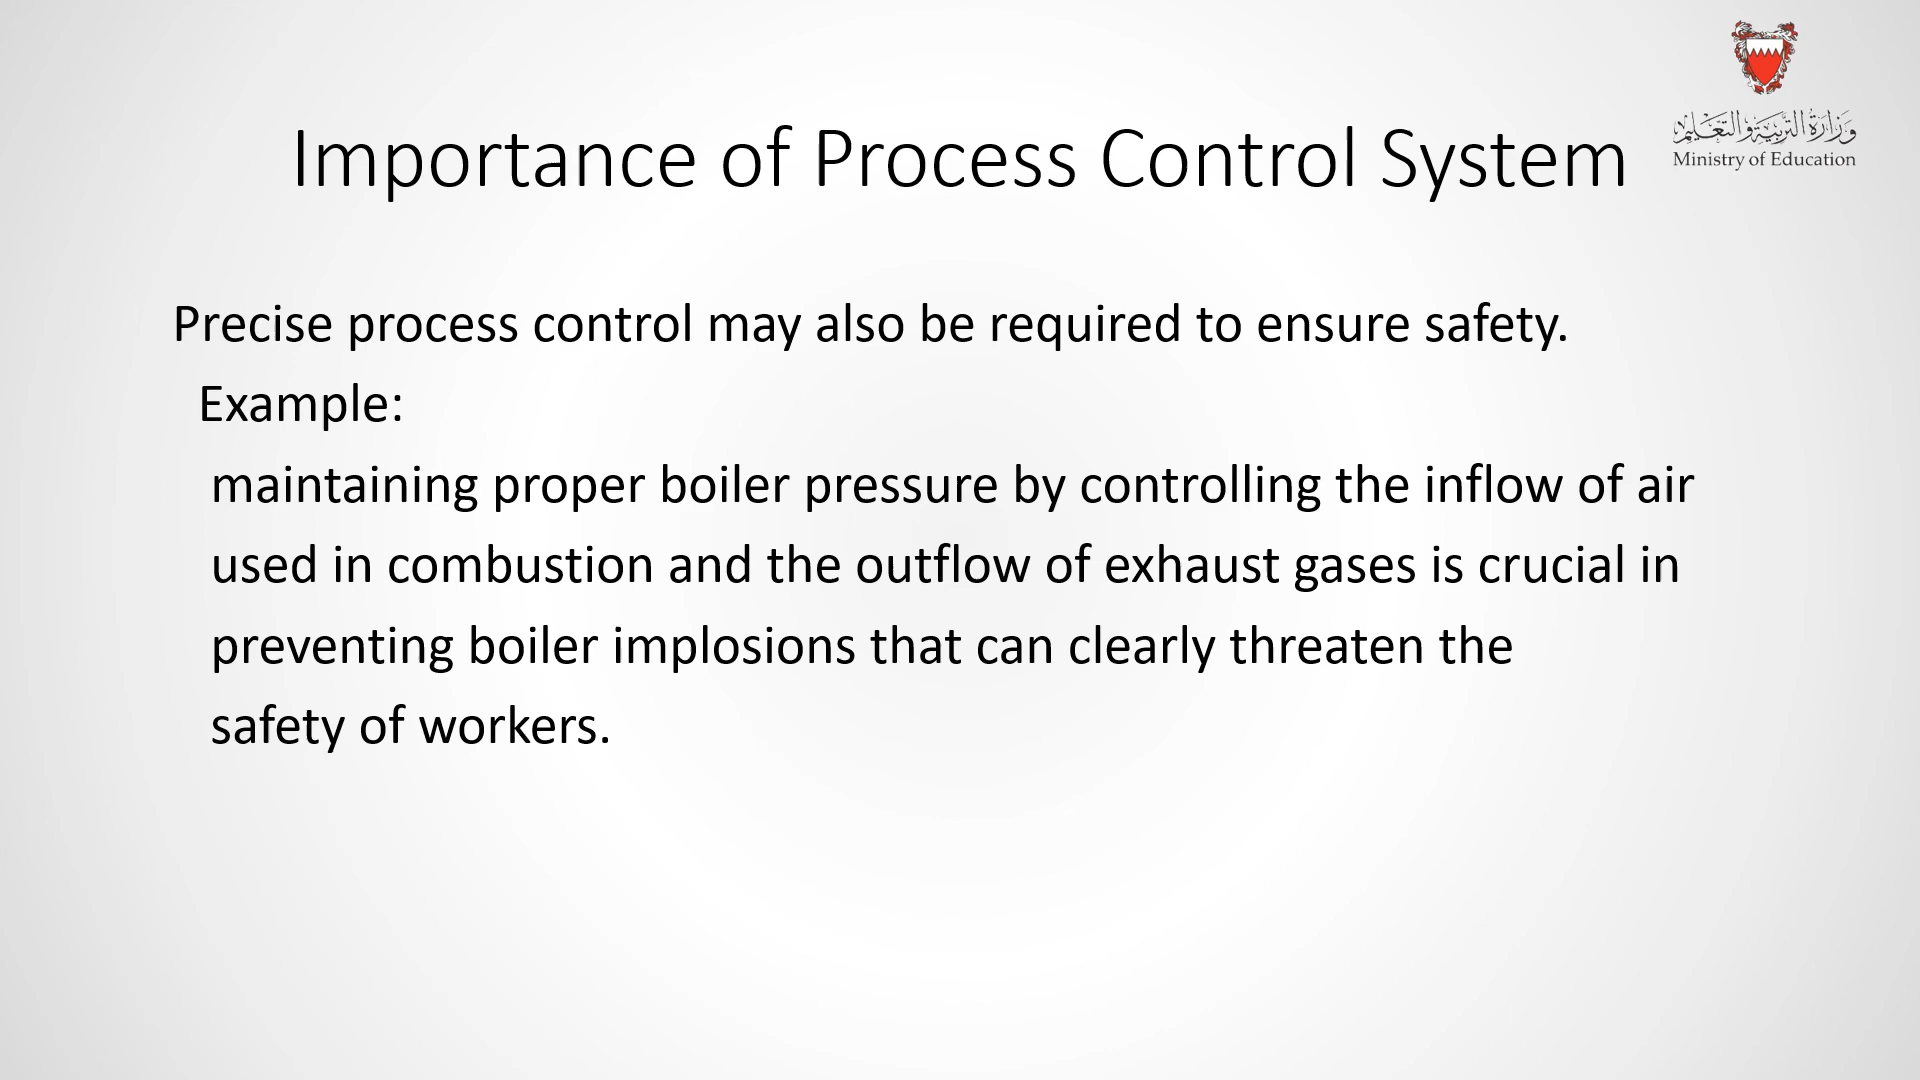 وزارة التربية والتعليم
Ministry of Education
Importance of Process Control System
Precise process control may also be required to ensure safety.
Example:
maintaining proper boiler pressure by controlling the inflow of air
used in combustion and the outflow of exhaust gases is crucial in
preventing boiler implosions that can clearly threaten the
safety of workers.